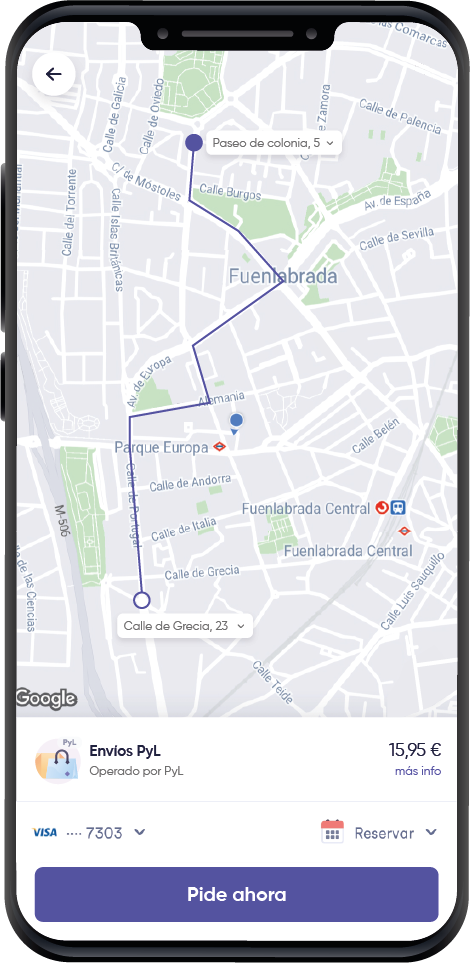 Las Comarcas
Calle de Galicia
Calle de Oviedo
Zamora
Calle de Palencia
Paseo de colonia, 5
C/ de Móstoles
Calle Burgos
Av. de España
Calle del Torrente
Calle Islas Británicas
Calle de Sevilla
Fuenlabrada
Av. de Europa
Alemania
Calle Belén
Parque Europa
Calle de Portugal
Calle de Andorra
M-506
Fuenlabrada Central
Calle de Italia
Fuenlabrada Central
Calle de Grecia
Calle Luis Sauquillo
le de las Ciencias
Calle de Grecia, 23
Calle Teide
Google
PyL
Envíos PyL
15,95 €
Operado por PyL
más info
VISA ···· 7303
Reservar
Pide ahora